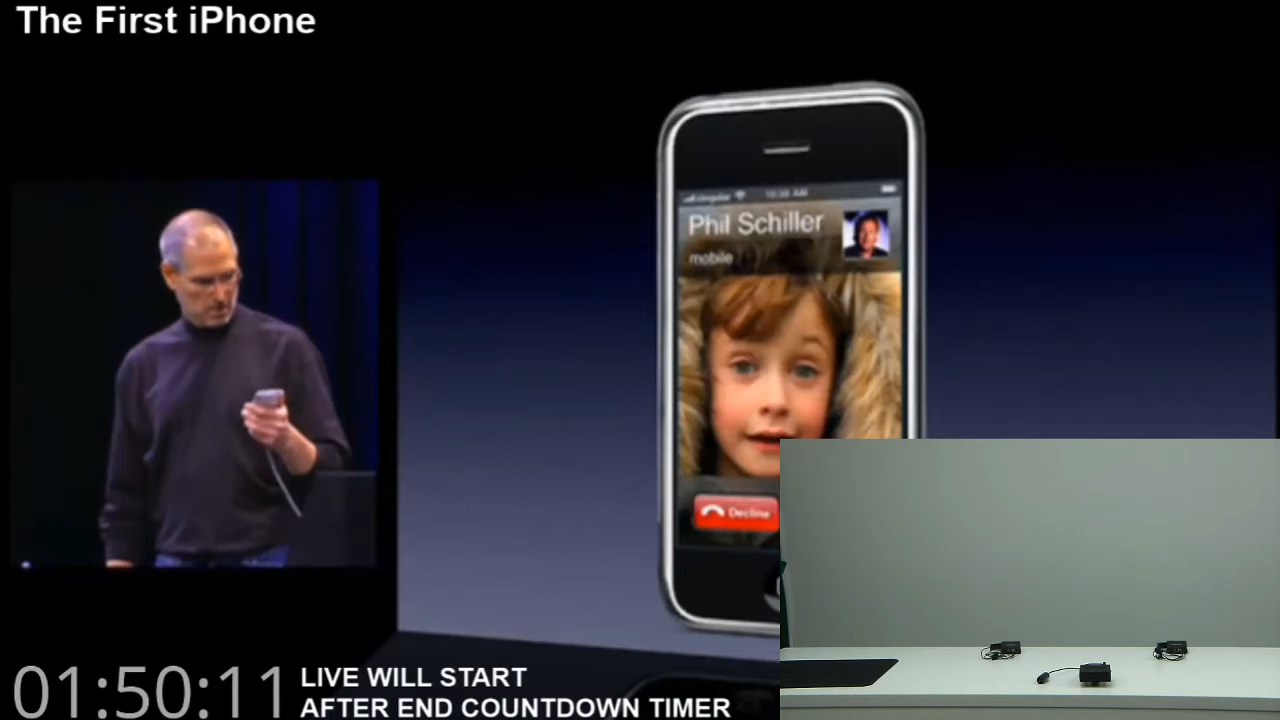 The First iPhone
Phil Schiller
mobile
Decline
01:50:11
LIVE WILL START
AFTER END COUNTDOWN TIMER